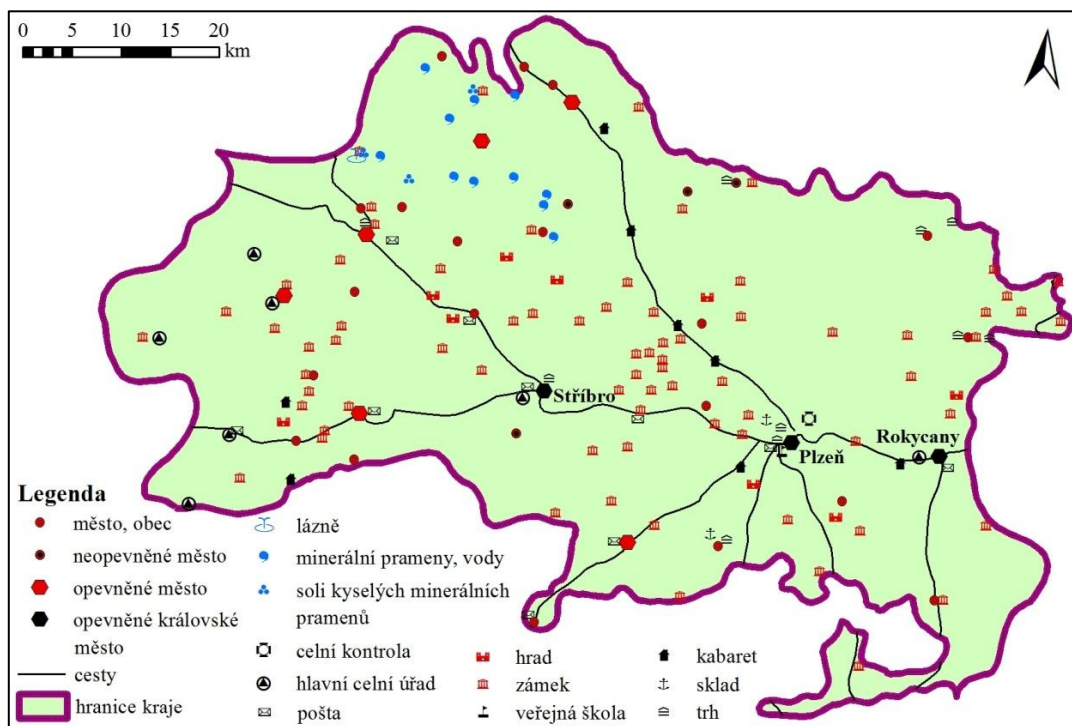 0 5 10 20
km
Stříbro
Plzeň
Rokycany
Legenda
město, obec
neopevněné město
opevněné město
opevněné královské
město
cesty
hranice kraje
lázně
minerální prameny, vody
soli kyselých minerálních
pramenů
celní kontrola
hlavní celní úřad
pošta
hrad
zámek
veřejná škola
kabaret
sklad
trh